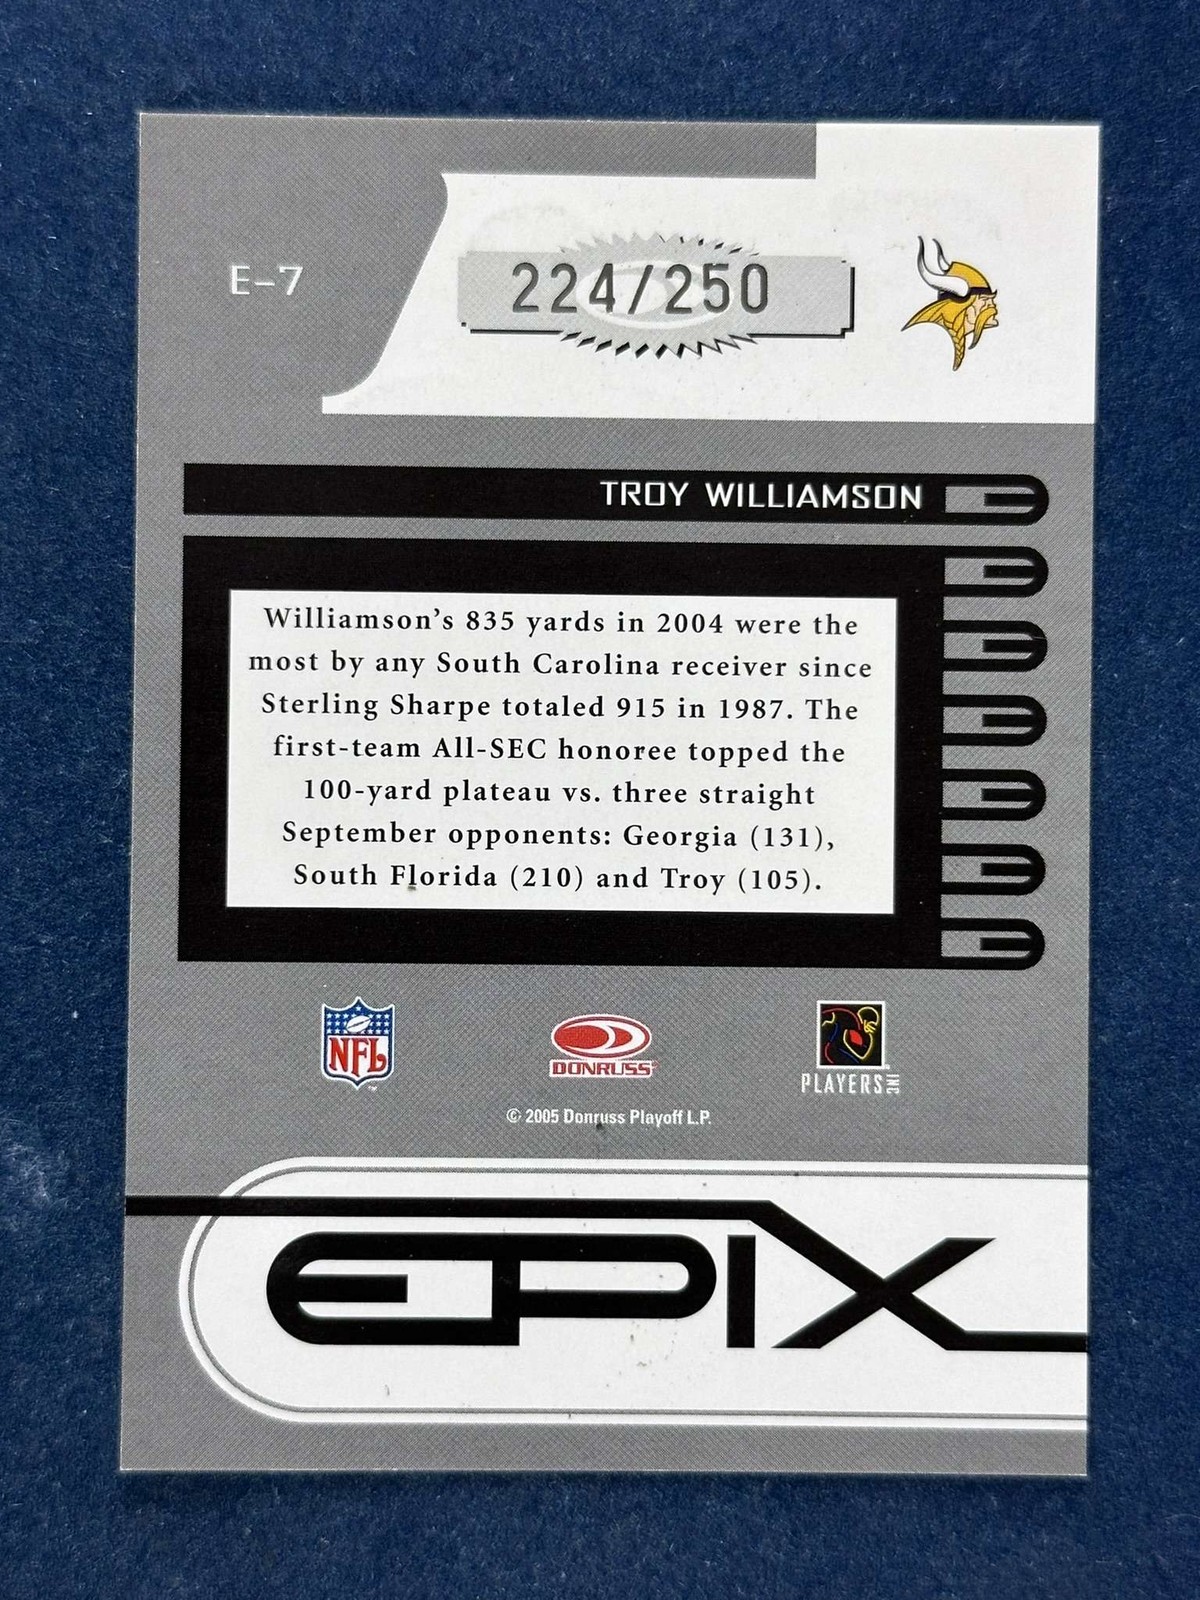 E-7
224/250
TROY WILLIAMSON
Williamson's 835 yards in 2004 were the
most by any South Carolina receiver since
Sterling Sharpe totaled 915 in 1987. The
first-team All-SEC honoree topped the
100-yard plateau vs. three straight
September opponents: Georgia (131),
South Florida (210) and Troy (105).
NFL
DONRUSS
PLAYERS INC
© 2005 Donruss Playoff L.P.
EPIX